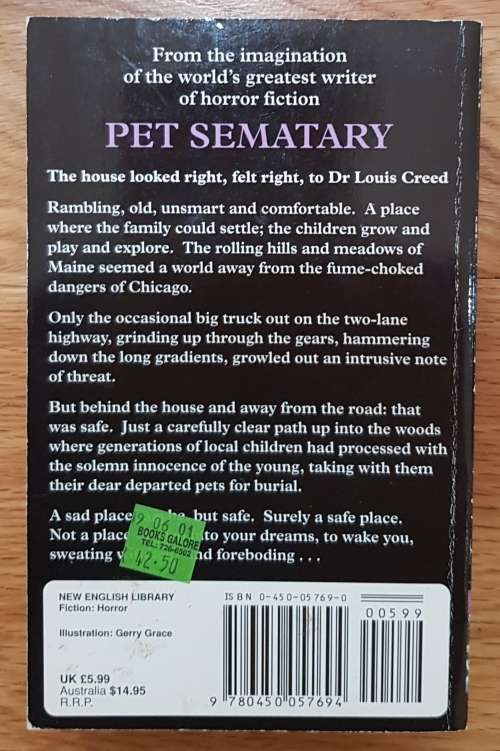 From the imagination
of the world's greatest writer
of horror fiction
PET SEMATARY
The house looked right, felt right, to Dr Louis Creed
Rambling, old, unsmart and comfortable. A place
where the family could settle; the children grow and
play and explore. The rolling hills and meadows of
Maine seemed a world away from the fume-choked
dangers of Chicago.
Only the occasional big truck out on the two-lane
highway, grinding up through the gears, hammering
down the long gradients, growled out an intrusive note
of threat.
But behind the house and away from the road: that
was safe. Just a carefully clear path up into the woods
where generations of local children had processed with
the solemn innocence of the young, taking with them
their dear departed pets for burial.
A sad place be, but safe. Surely a safe place.
Not a place to your dreams, to wake you,
sweating foreboding . . .
9 06 01
BOOKS GALORE
TEL: 726-6502
42.50
NEW ENGLISH LIBRARY
Fiction: Horror
Illustration: Gerry Grace
UK £5.99
Australia $14.95
R.R.P.
ISBN 0-450-05769-0
00599
9 780450 057694